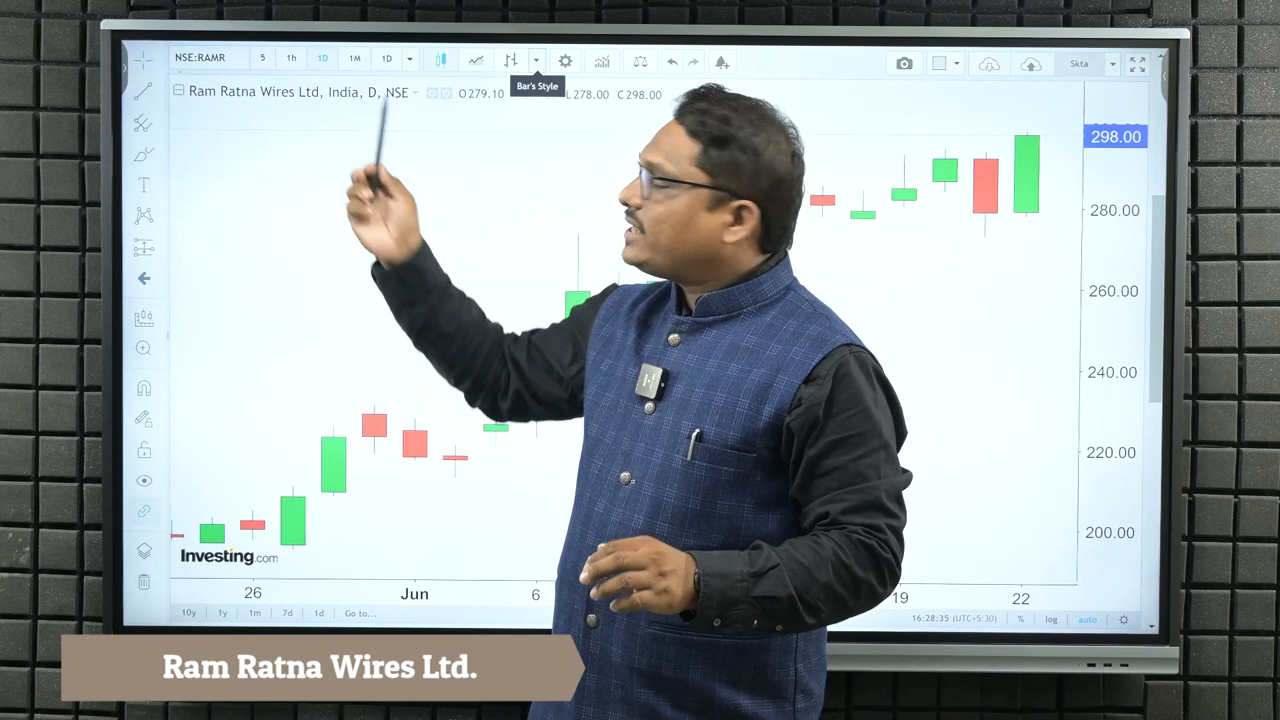 NSE:RAMR 5 1h 1D 1M 1D Skta
Bar's Style
Ram Ratna Wires Ltd, India, D, NSE O279.10 L278.00 C298.00
298.00
280.00
260.00
240.00
220.00
200.00
Investing.com
26 Jun 6 19 22
10y 1y 1m 7d 1d Go to... 16:28:35 (UTC+5:30) % log auto
Ram Ratna Wires Ltd.